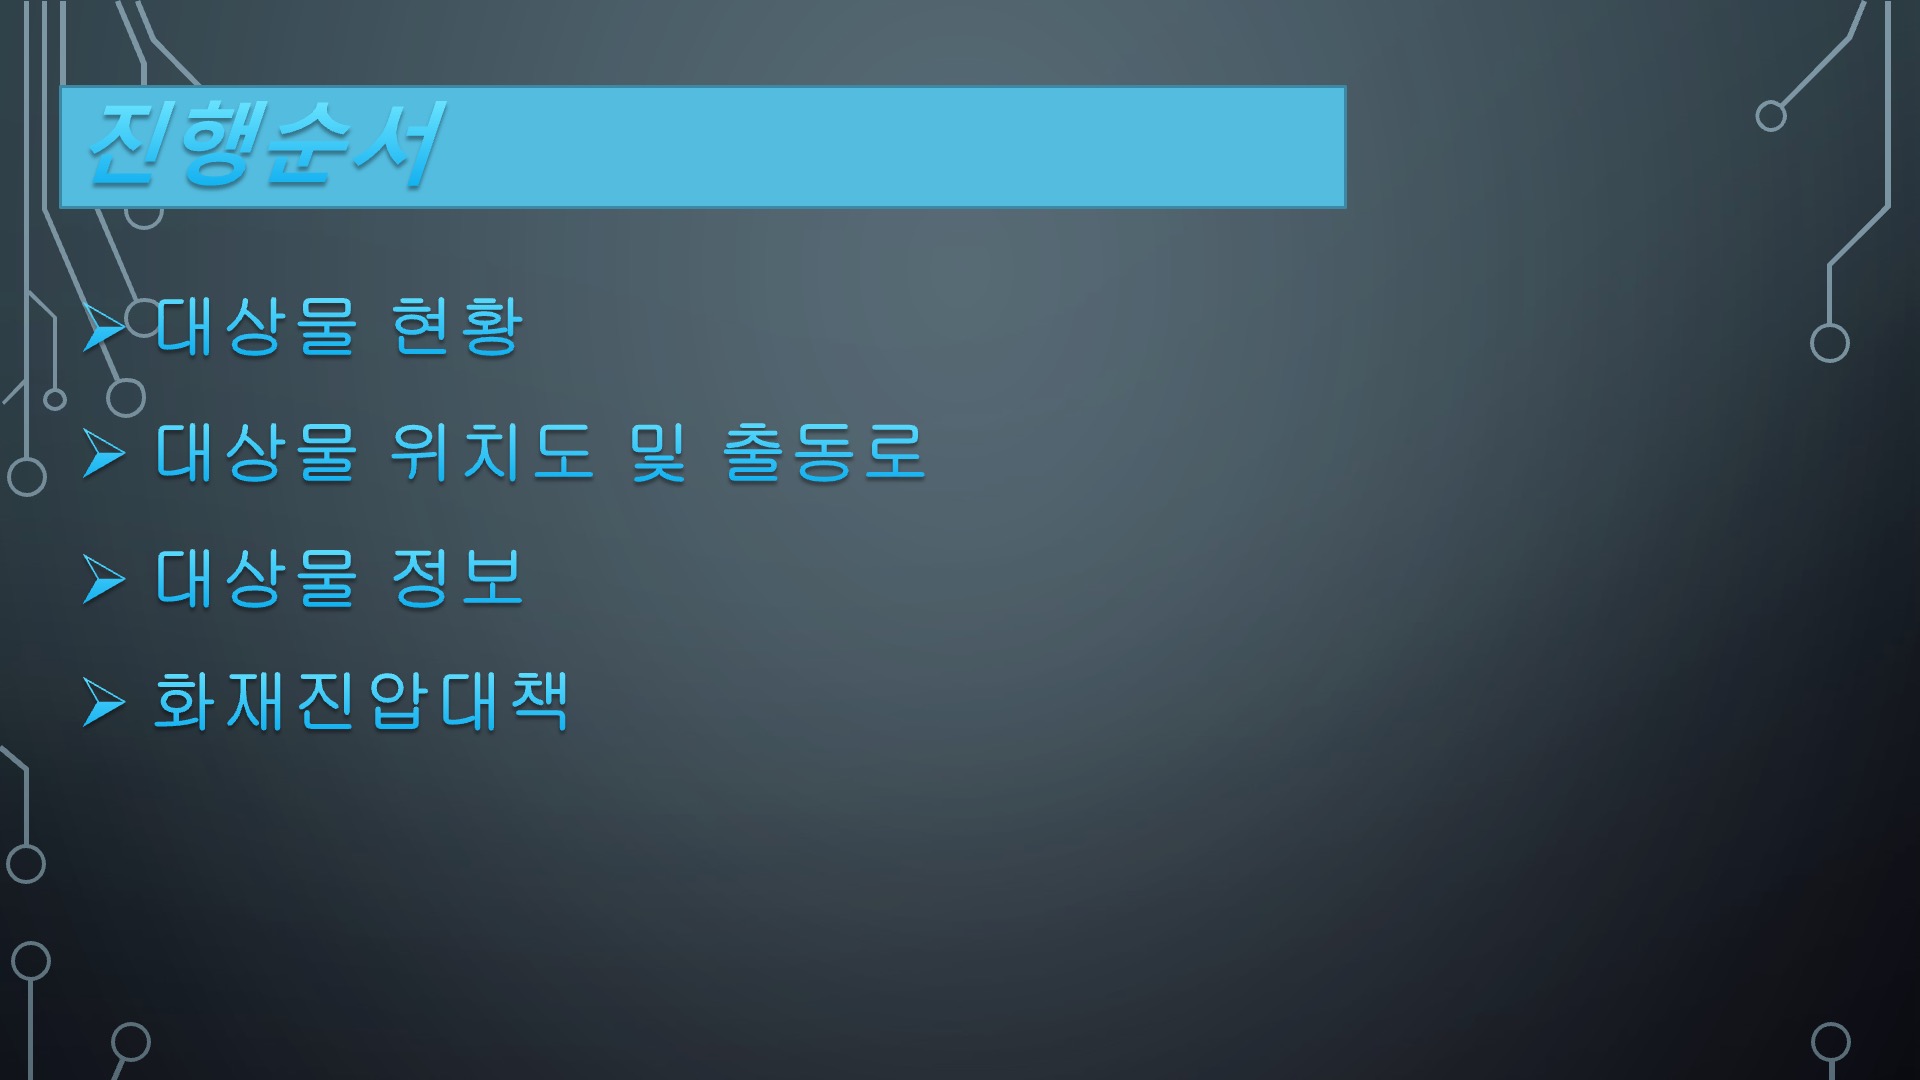 진행순서
대상물 현황
대상물 위치도 및 출동로
대상물 정보
화재진압대책